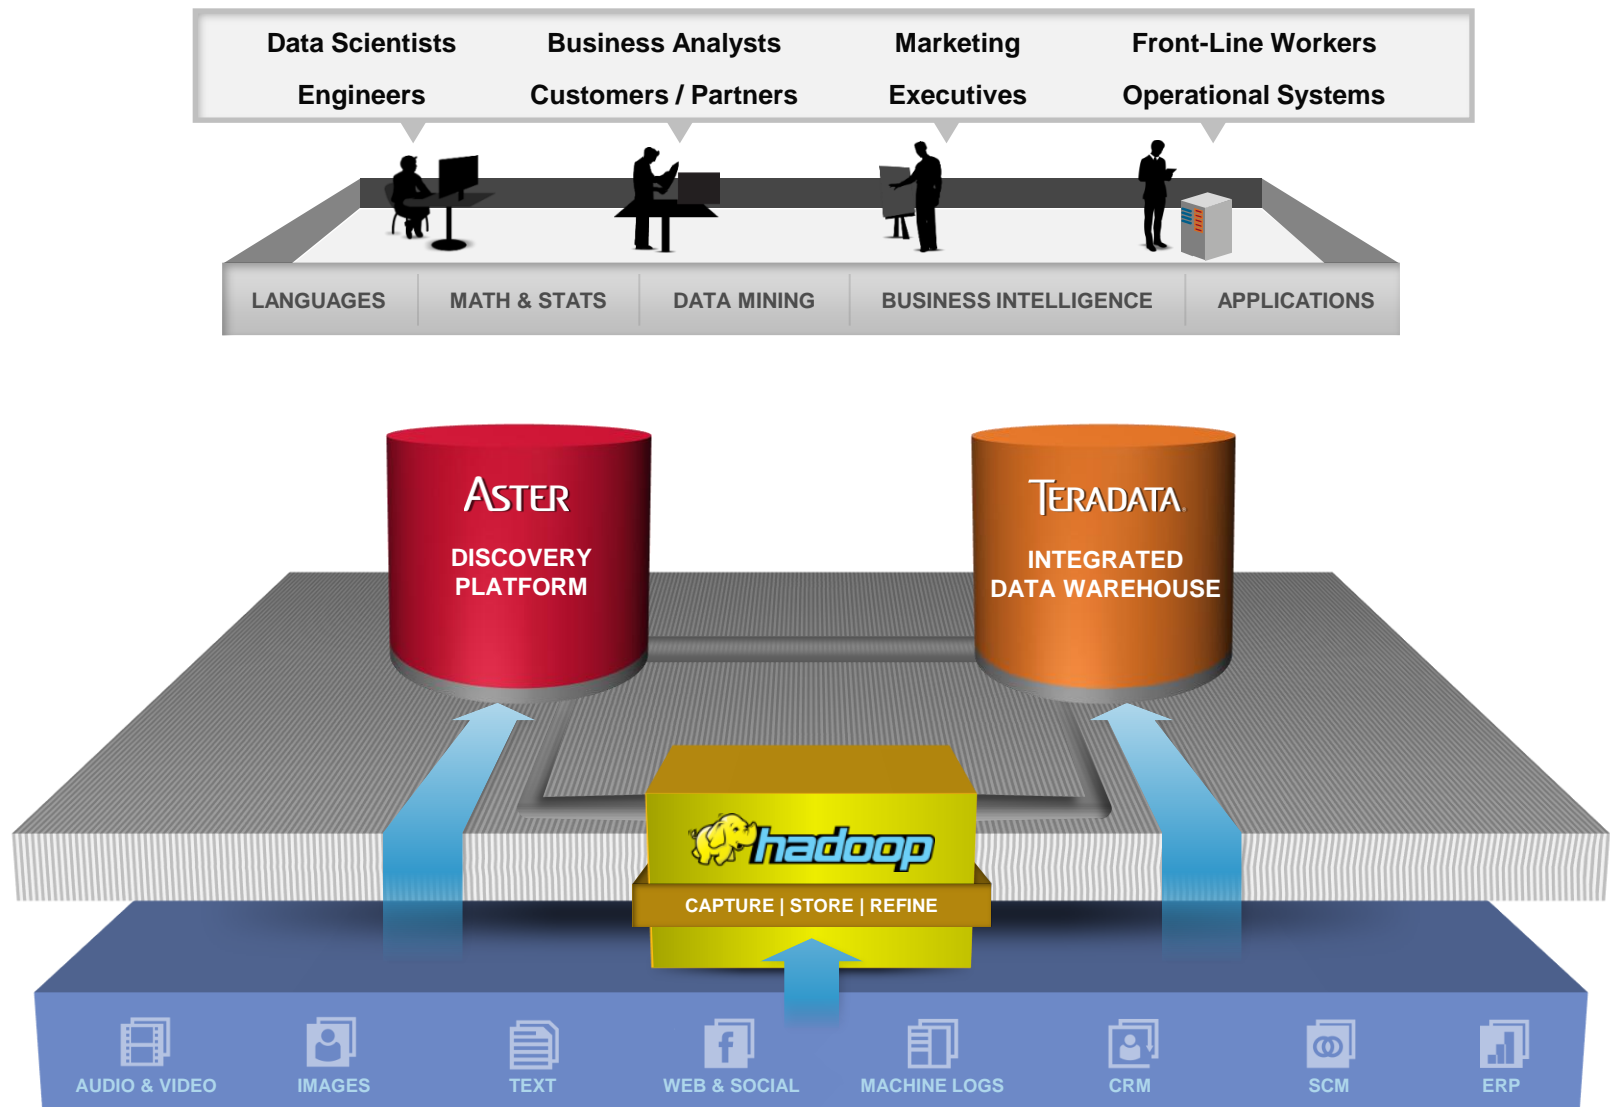 Data Scientists Business Analysts Marketing Front-Line Workers
Engineers Customers / Partners Executives Operational Systems
LANGUAGES MATH & STATS DATA MINING BUSINESS INTELLIGENCE APPLICATIONS
ASTER
DISCOVERY
PLATFORM
TERADATA.
INTEGRATED
DATA WAREHOUSE
hadoop
CAPTURE | STORE | REFINE
AUDIO & VIDEO IMAGES TEXT WEB & SOCIAL MACHINE LOGS CRM SCM ERP